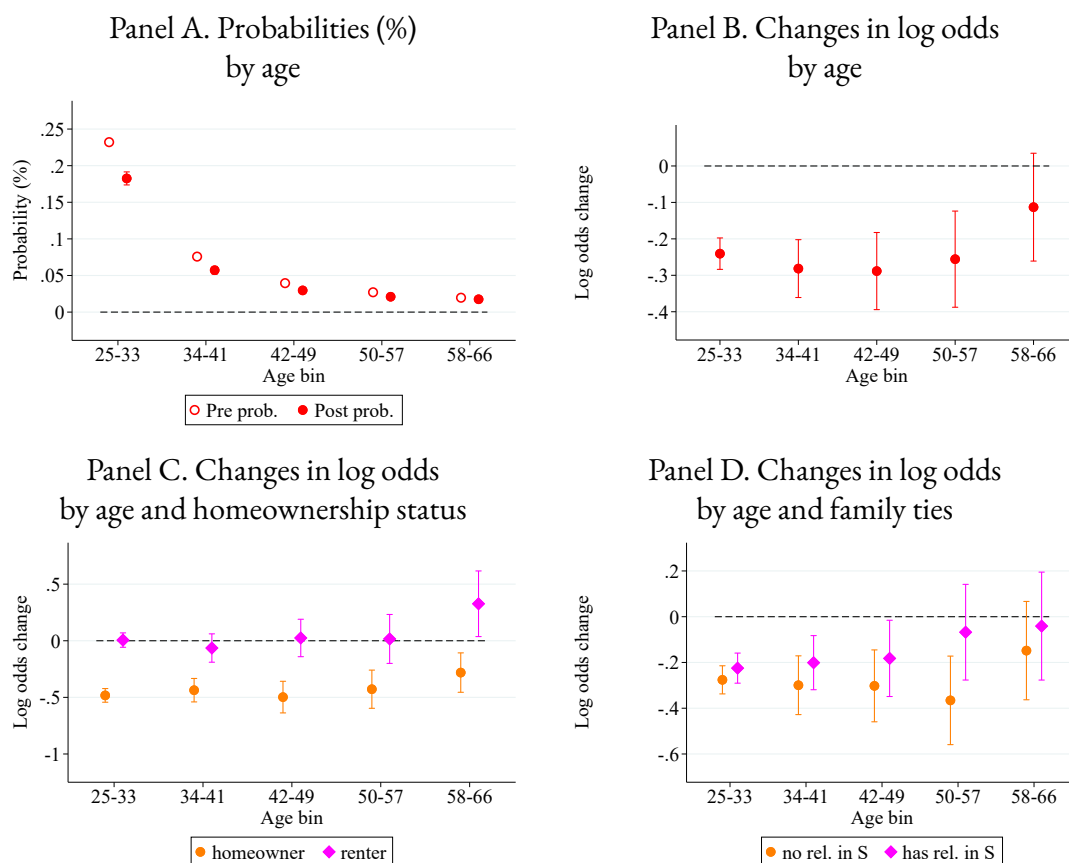 Panel A. Probabilities (%)
by age
.25
.2
.15
.1
.05
0
Probability (%)
25-33 34-41 42-49 50-57 58-66
Age bin
Pre prob. Post prob.
Panel B. Changes in log odds
by age
0
-.1
-.2
-.3
-.4
Log odds change
25-33 34-41 42-49 50-57 58-66
Age bin
Panel C. Changes in log odds
by age and homeownership status
.5
0
-.5
-1
Log odds change
25-33 34-41 42-49 50-57 58-66
Age bin
homeowner renter
Panel D. Changes in log odds
by age and family ties
.2
0
-.2
-.4
-.6
Log odds change
25-33 34-41 42-49 50-57 58-66
Age bin
no rel. in S has rel. in S